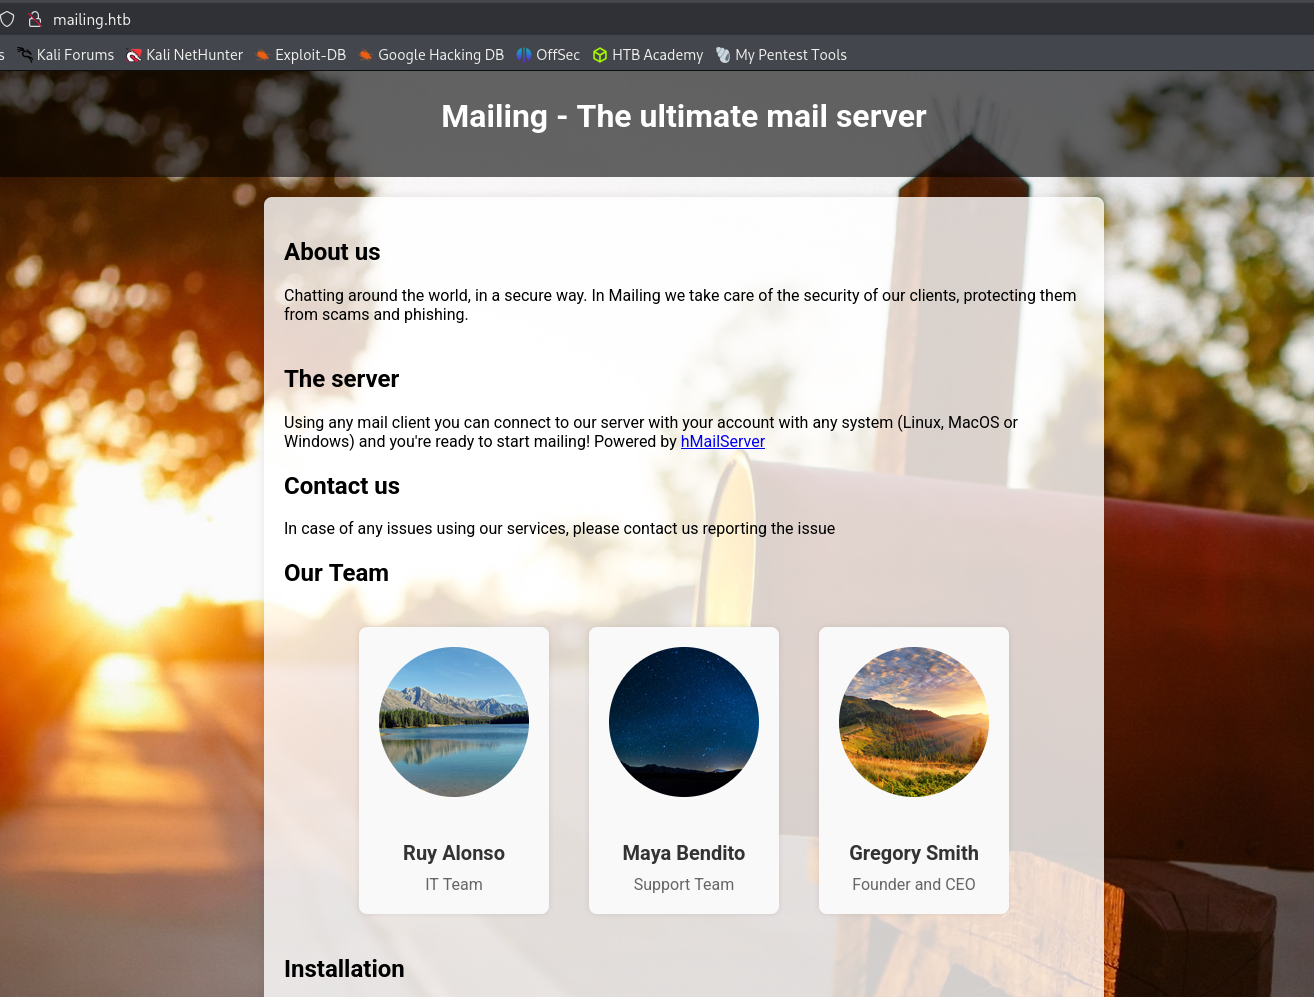 mailing.htb
s Kali Forums Kali NetHunter Exploit-DB Google Hacking DB OffSec HTB Academy My Pentest Tools
Mailing - The ultimate mail server
About us
Chatting around the world, in a secure way. In Mailing we take care of the security of our clients, protecting them
from scams and phishing.
The server
Using any mail client you can connect to our server with your account with any system (Linux, MacOS or
Windows) and you're ready to start mailing! Powered by hMailServer
Contact us
In case of any issues using our services, please contact us reporting the issue
Our Team
Ruy Alonso
IT Team
Maya Bendito
Support Team
Gregory Smith
Founder and CEO
Installation